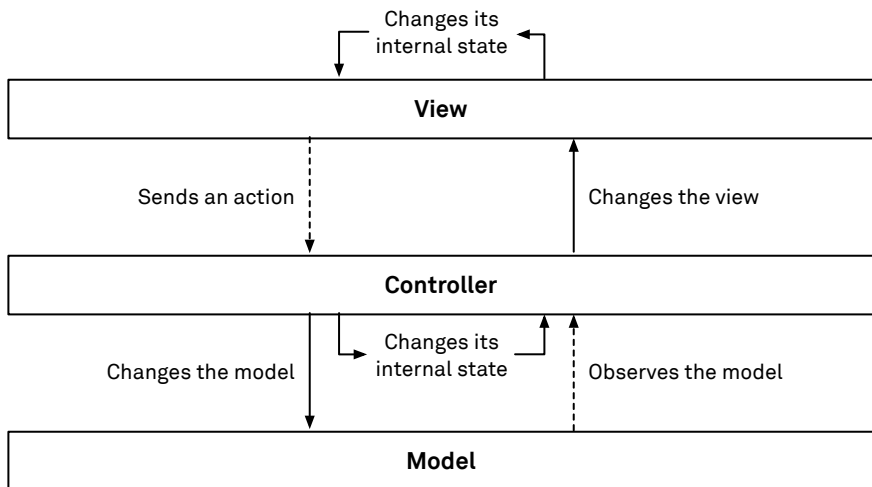 Changes its
internal state
View
Sends an action
Changes the view
Controller
Changes the model
Changes its
internal state
Observes the model
Model